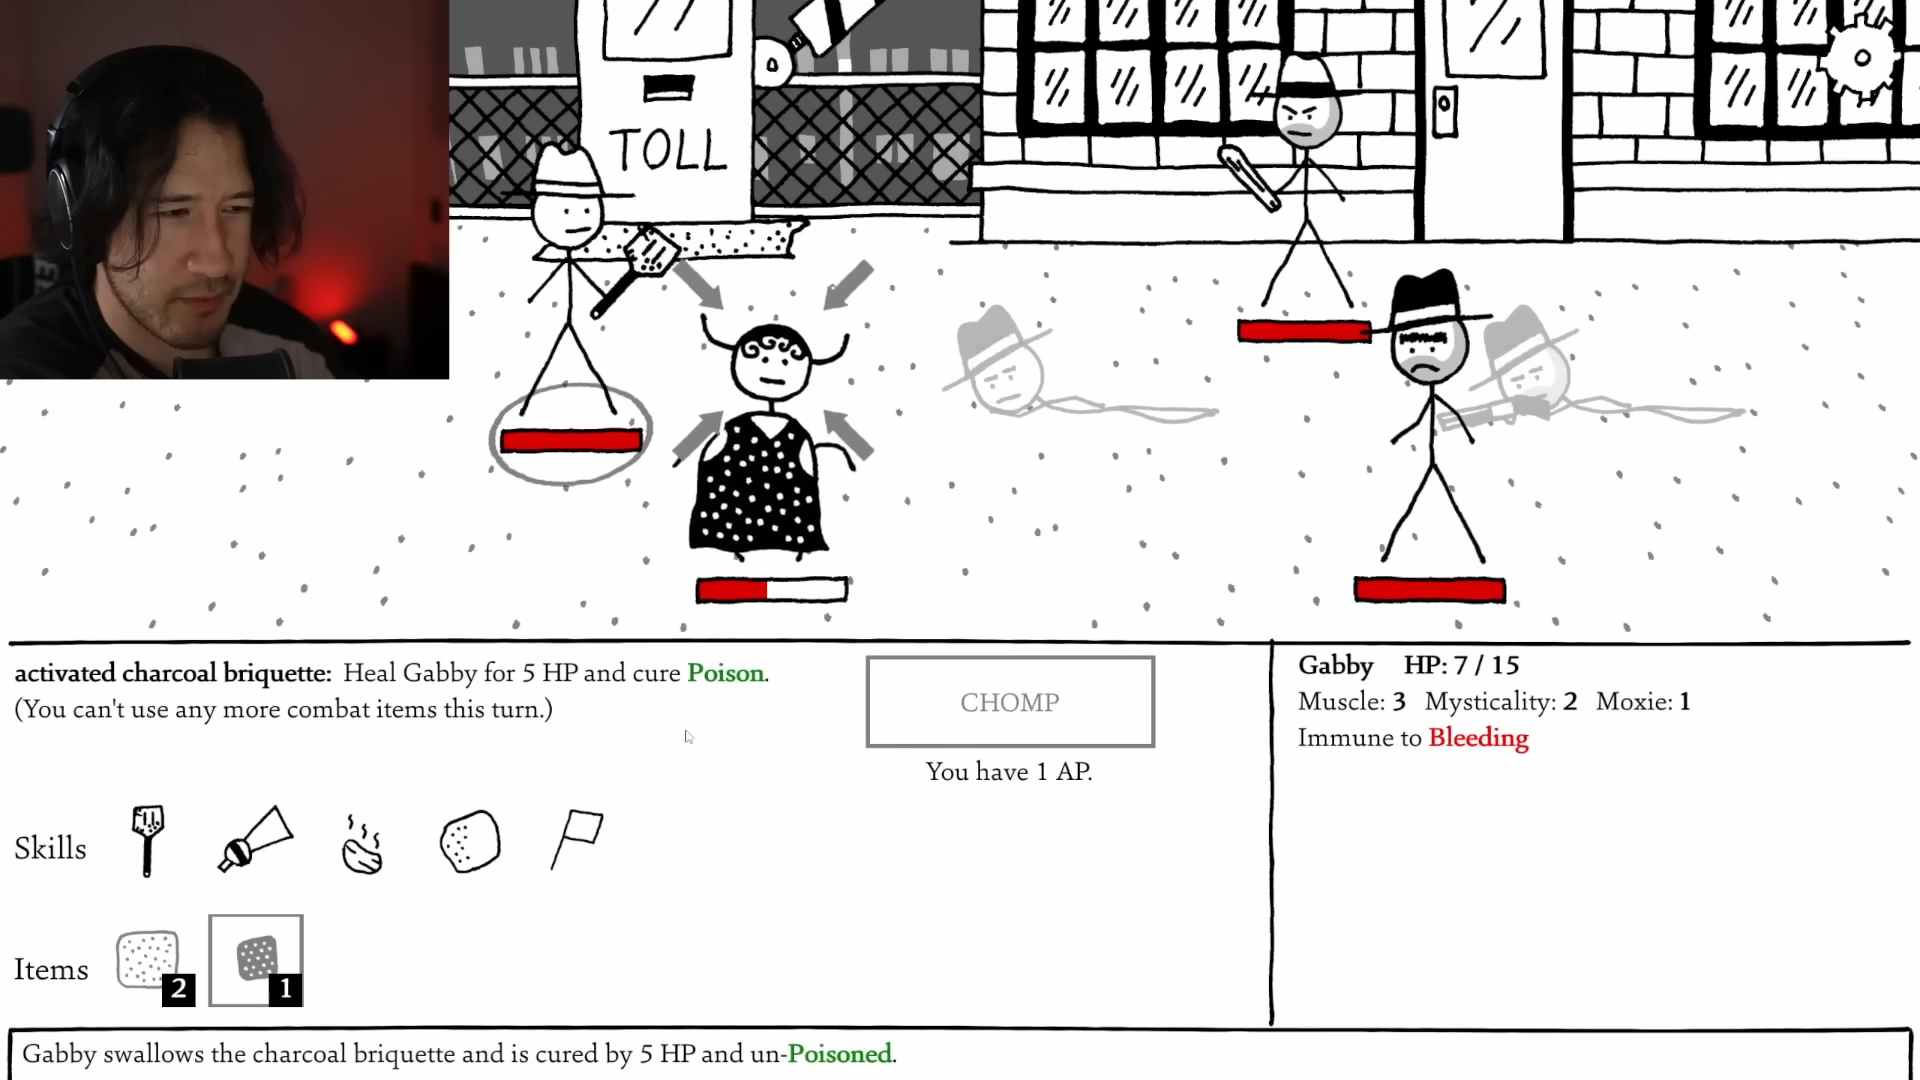 TOLL
activated charcoal briquette: Heal Gabby for 5 HP and cure Poison.
(You can't use any more combat items this turn.)
CHOMP
You have 1 AP.
Skills
Items
2
1
Gabby HP: 7 / 15
Muscle: 3 Mysticality: 2 Moxie: 1
Immune to Bleeding
Gabby swallows the charcoal briquette and is cured by 5 HP and un-Poisoned.